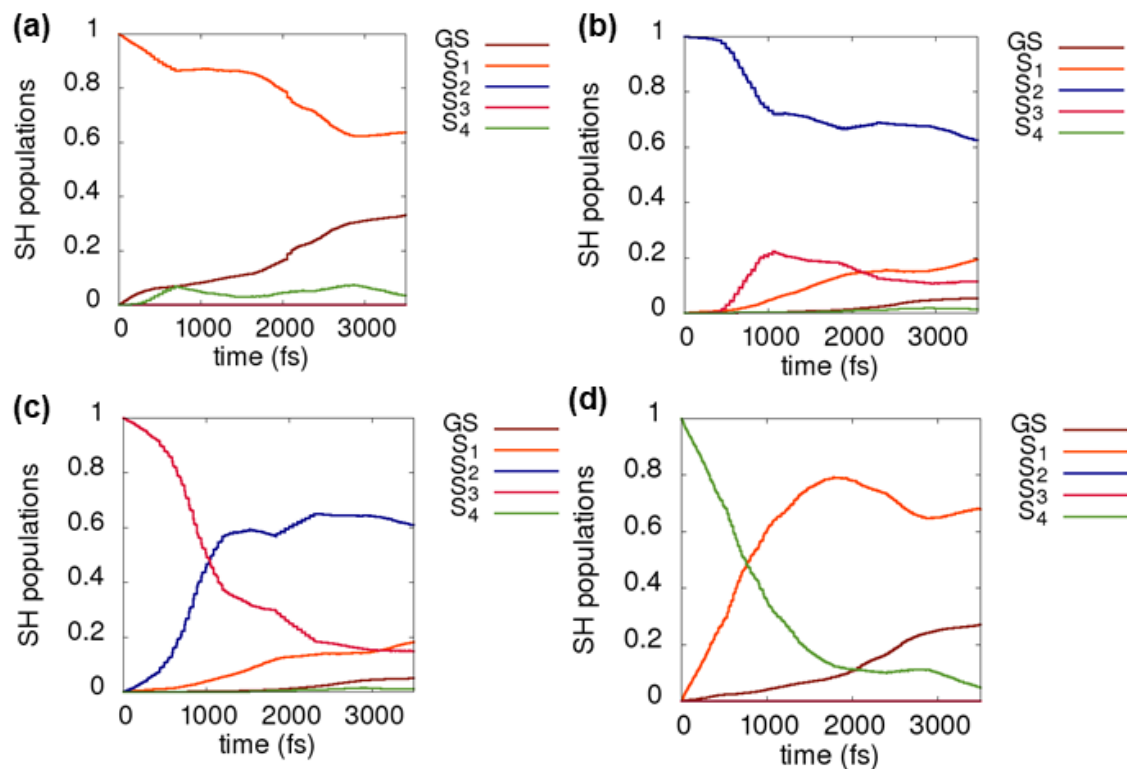 (a)
SH populations
1
0.8
0.6
0.4
0.2
0
0 1000 2000 3000
time (fs)
GS
S1
S2
S3
S4
(b)
SH populations
1
0.8
0.6
0.4
0.2
0
0 1000 2000 3000
time (fs)
GS
S1
S2
S3
S4
(c)
SH populations
1
0.8
0.6
0.4
0.2
0
0 1000 2000 3000
time (fs)
GS
S1
S2
S3
S4
(d)
SH populations
1
0.8
0.6
0.4
0.2
0
0 1000 2000 3000
time (fs)
GS
S1
S2
S3
S4